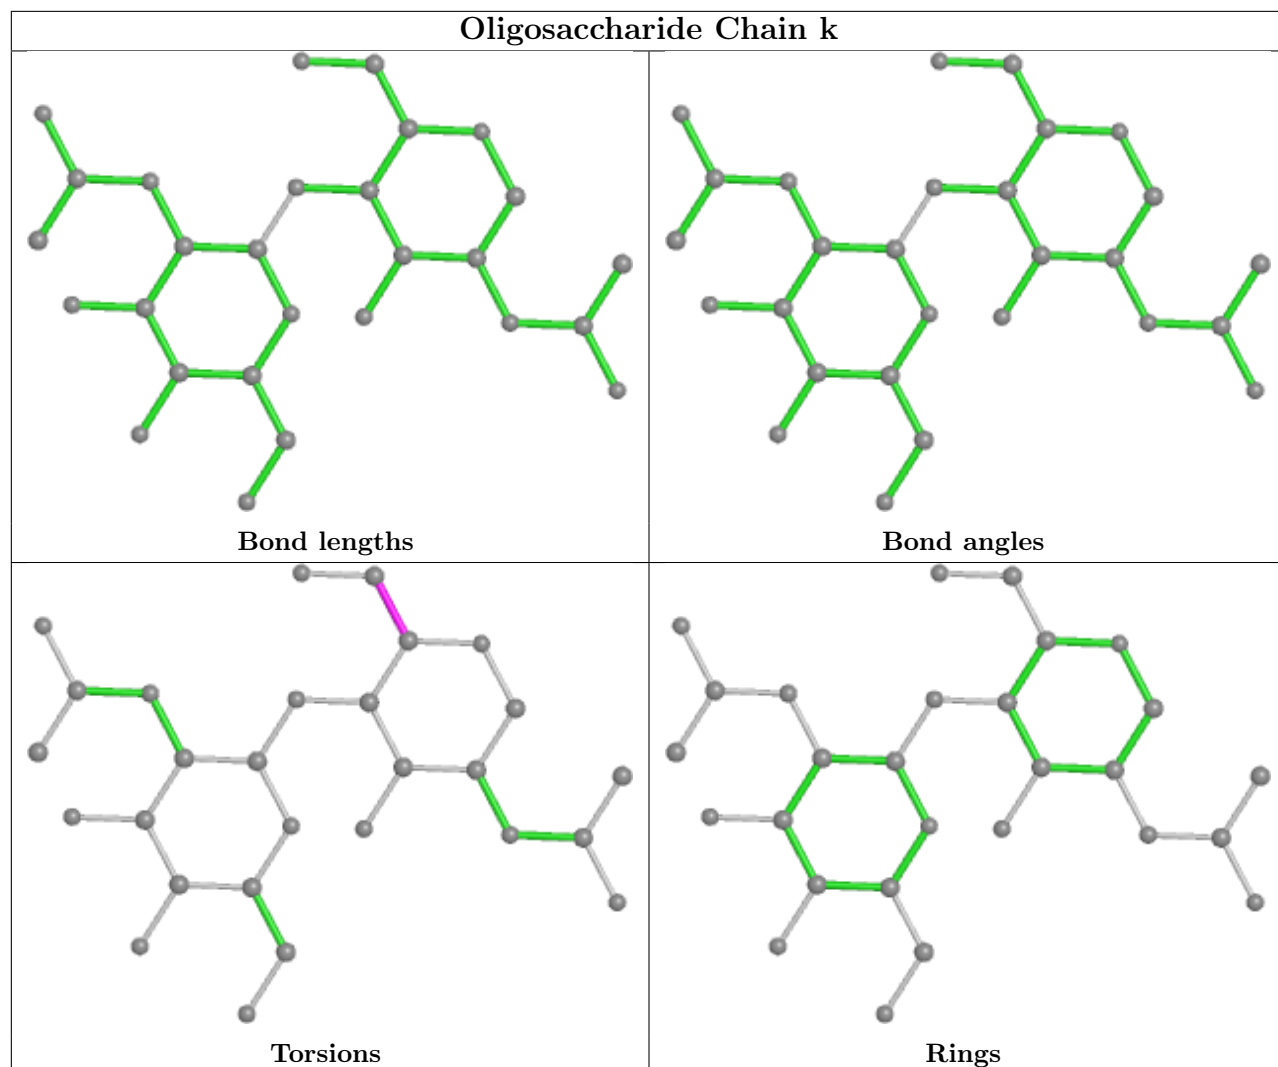 Oligosaccharide Chain k
Bond lengths
Bond angles
Torsions
Rings